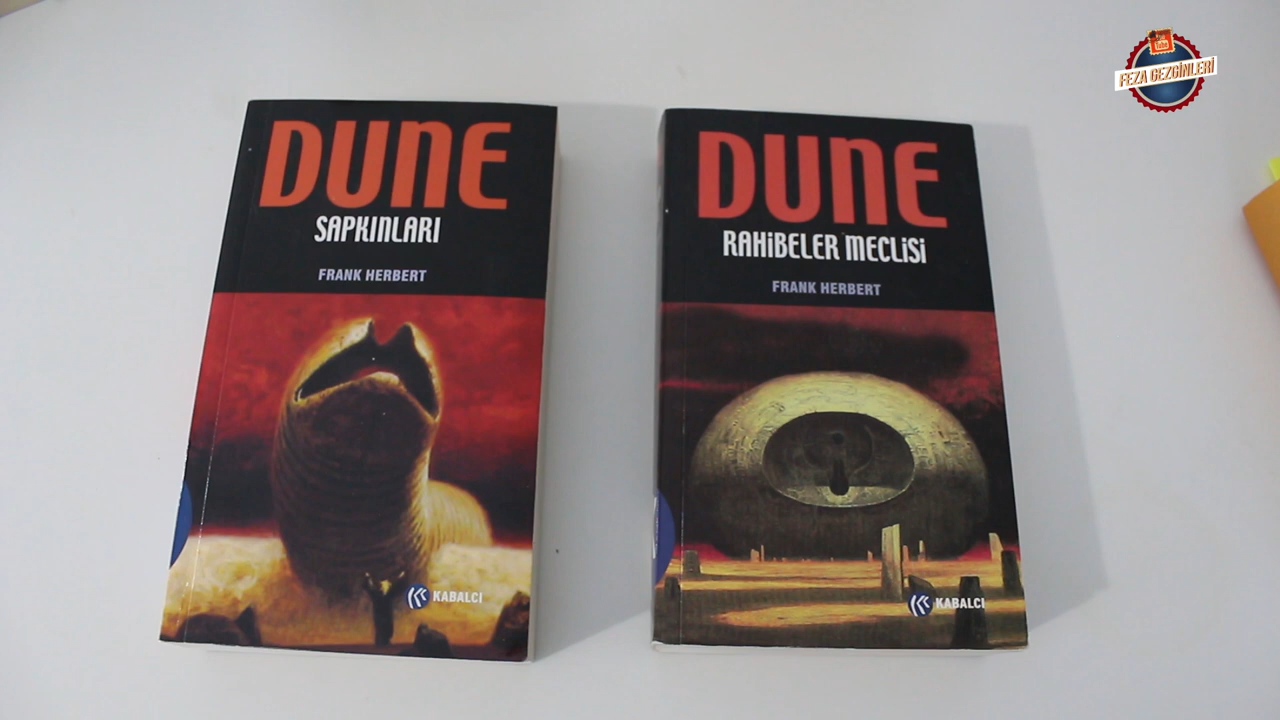 DUNE
SAPKINLARI
FRANK HERBERT
KABALCI
DUNE
RAHİBELER MECLİSİ
FRANK HERBERT
KABALCI
FEZA GEZGİNLERİ